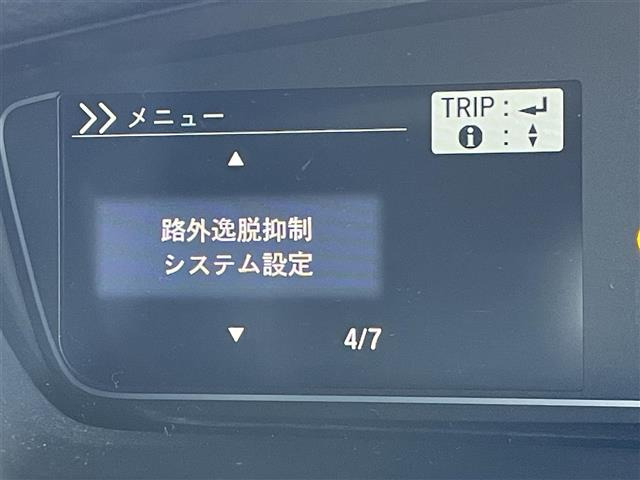 メニュー
TRIP :
:
路外逸脱抑制
システム設定
4/7